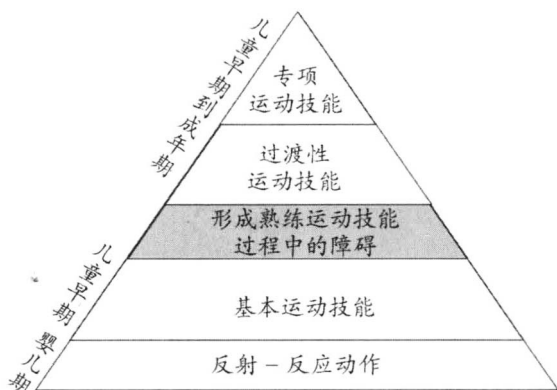 专项
运动技能
过渡性
运动技能
形成熟练运动技能
过程中的障碍
基本运动技能
反射－反应动作
儿童早期到成年期
儿童早期
婴儿期